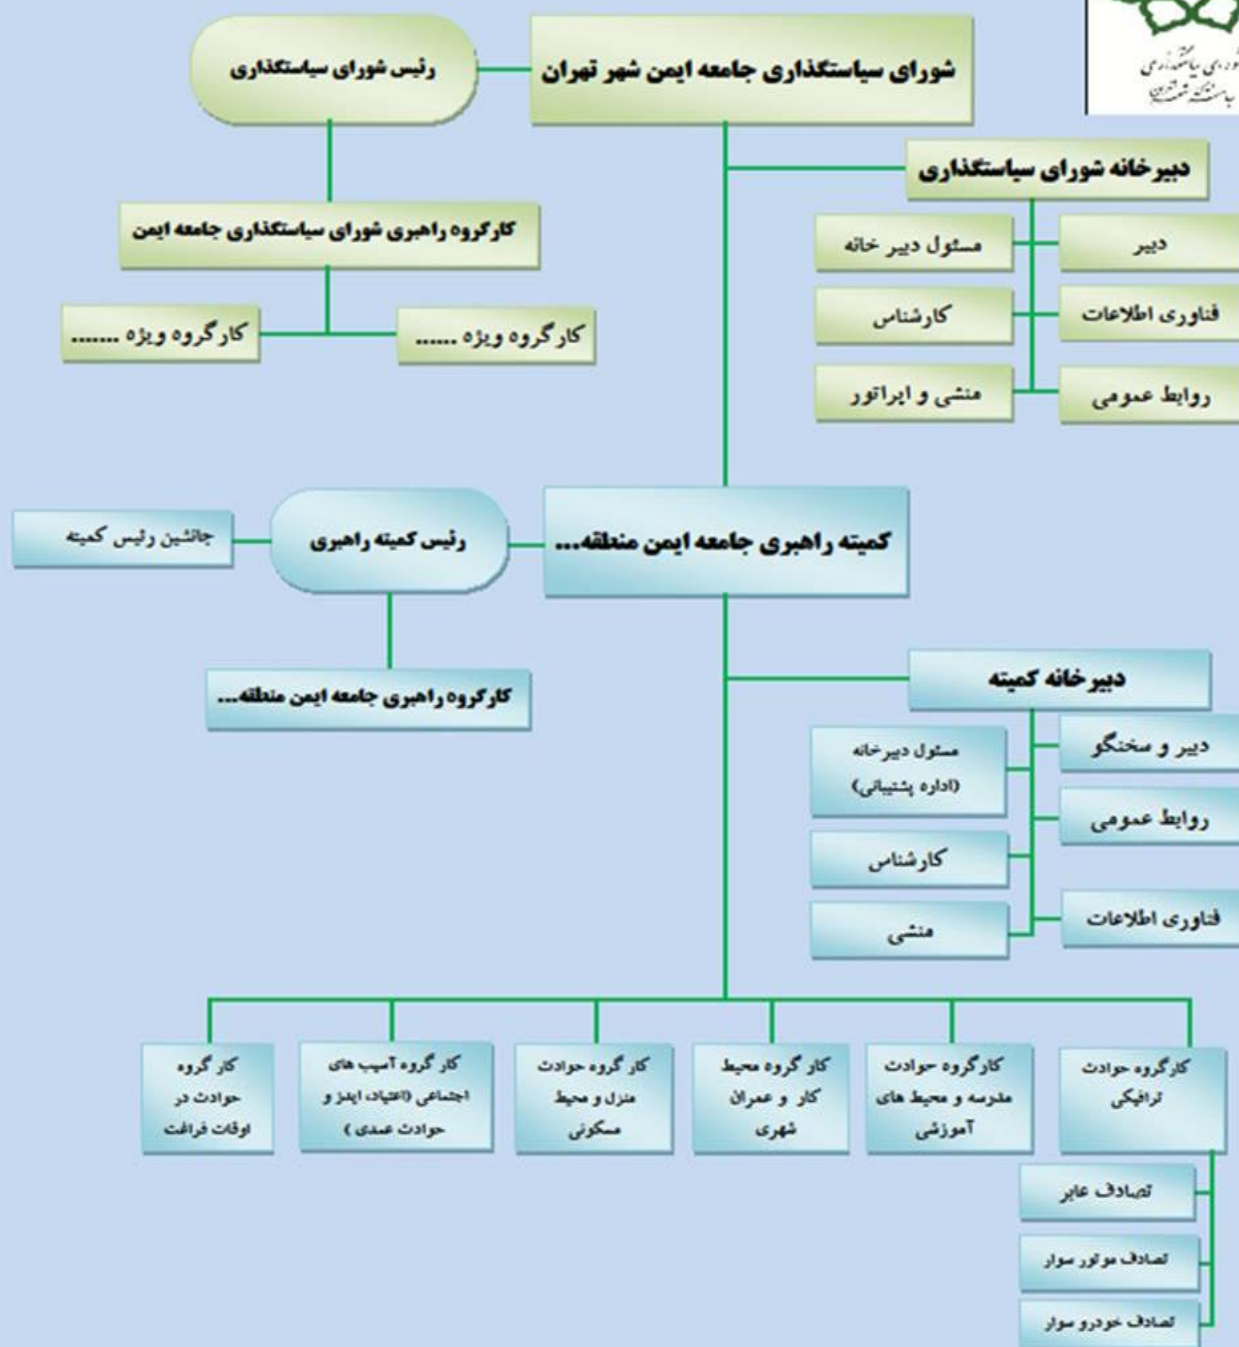 شورای سیاستگذاری جامعه ایمن شهر تهران
رئیس شورای سیاستگذاری
دبیرخانه شورای سیاستگذاری
کارگروه راهبری شورای سیاستگذاری جامعه ایمن
دبیر
مسئول دبیر خانه
فناوری اطلاعات
کارشناس
کارگروه ویژه ......
کارگروه ویژه .......
روابط عمومی
منشی و اپراتور
کمیته راهبری جامعه ایمن منطقه...
رئیس کمیته راهبری
جانشین رئیس کمیته
دبیرخانه کمیته
کارگروه راهبری جامعه ایمن منطقه...
دبیر و سخنگو
مسئول دبیرخانه
(اداره پشتیبانی)
روابط عمومی
کارشناس
فناوری اطلاعات
منشی
کارگروه حوادث
ترافیکی
کارگروه حوادث
مدرسه و محیط های
آموزشی
کار گروه محیط
کار و عمران
شهری
کار گروه حوادث
منزل و محیط
مسکونی
کار گروه آسیب های
اجتماعی (اعتیاد، ایدز و
حوادث عمدی )
کار گروه
حوادث در
اوقات فراغت
تصادف عابر
تصادف موتور سوار
تصادف خودرو سوار